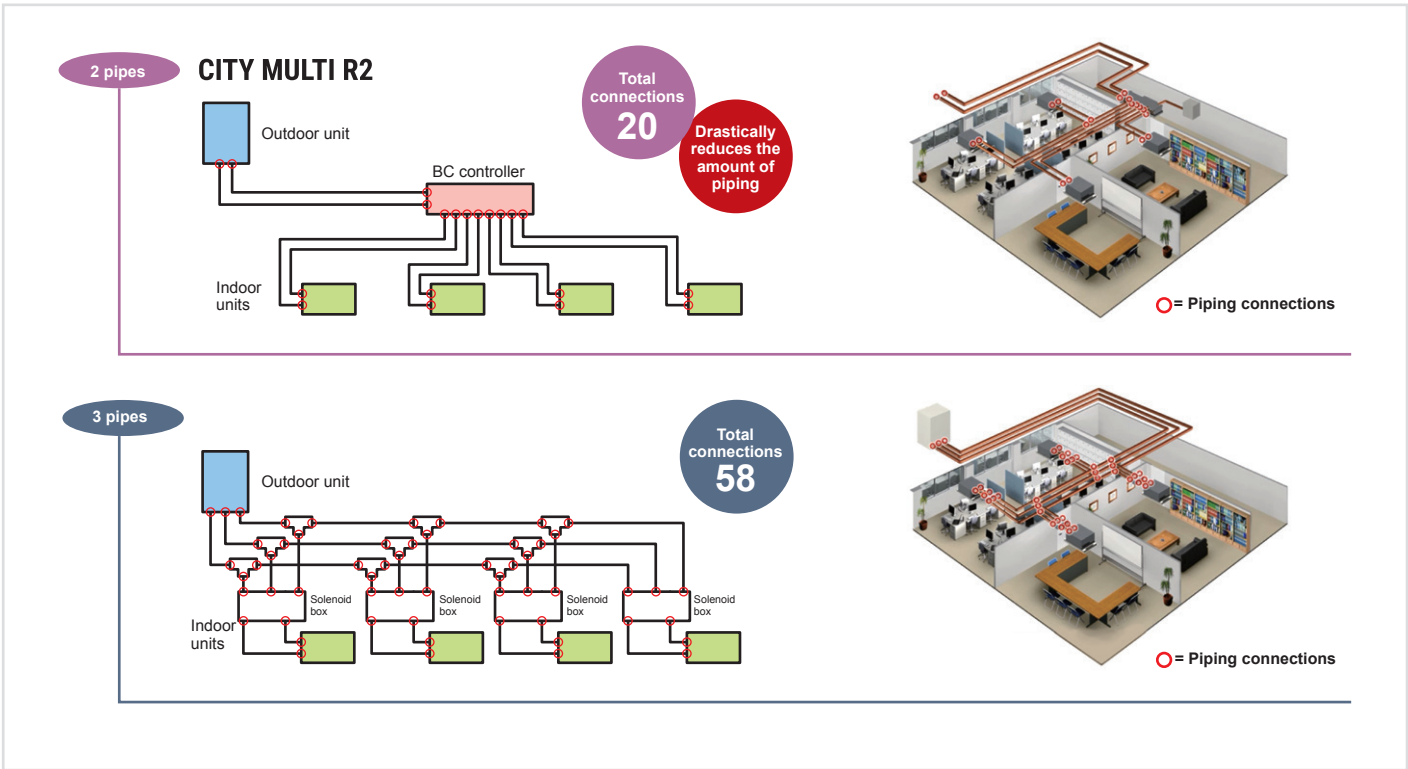 2 pipes
CITY MULTI R2
Total
connections
20
Drastically
reduces the
amount of
piping
Outdoor unit
BC controller
Indoor
units
= Piping connections
3 pipes
Total
connections
58
Outdoor unit
Solenoid
box
Solenoid
box
Solenoid
box
Solenoid
box
Indoor
units
= Piping connections